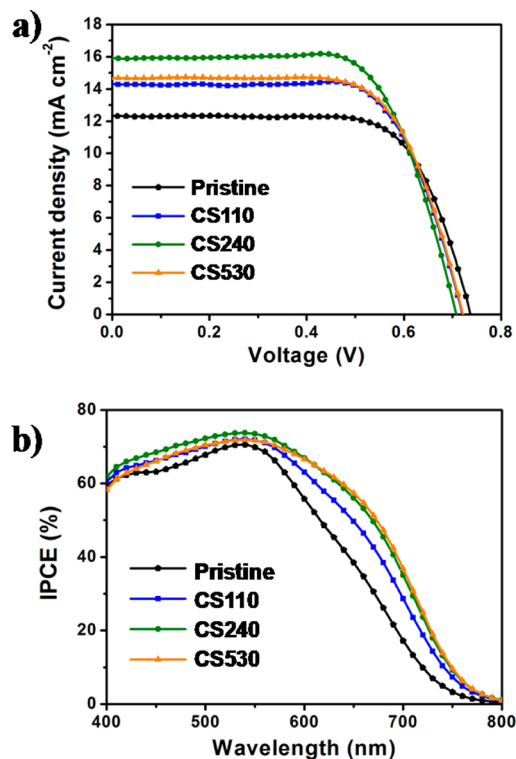 a)
Current density (mA cm⁻²)
18
16
14
12
10
8
6
4
2
0
Pristine
CS110
CS240
CS530
0.0
0.2
0.4
0.6
0.8
Voltage (V)
b)
IPCE (%)
80
60
40
20
0
Pristine
CS110
CS240
CS530
400
500
600
700
800
Wavelength (nm)